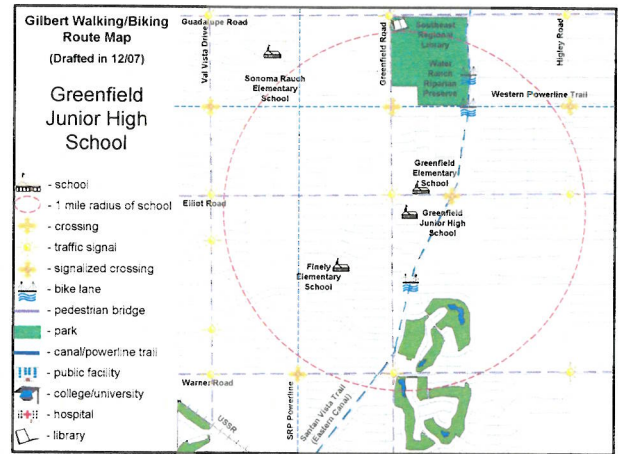 Gilbert Walking/Biking
Route Map
(Drafted in 12/07)
Greenfield
Junior High
School
- school
- 1 mile radius of school
- crossing
- traffic signal
- signalized crossing
- bike lane
- pedestrian bridge
- park
- canal/powerline trail
- public facility
- college/university
- hospital
- library
Guadalupe Road
Val Vista Drive
Sonoma Ranch
Elementary
School
Greenfield Road
Southeast
Regional
Library
Water
Ranch
Riparian
Preserve
Higley Road
Western Powerline Trail
Greenfield
Elementary
School
Elliot Road
Greenfield
Junior High
School
Finely
Elementary
School
Warner Road
USSR
SRP Powerline
Santan Vista Trail
(Eastern Canal)